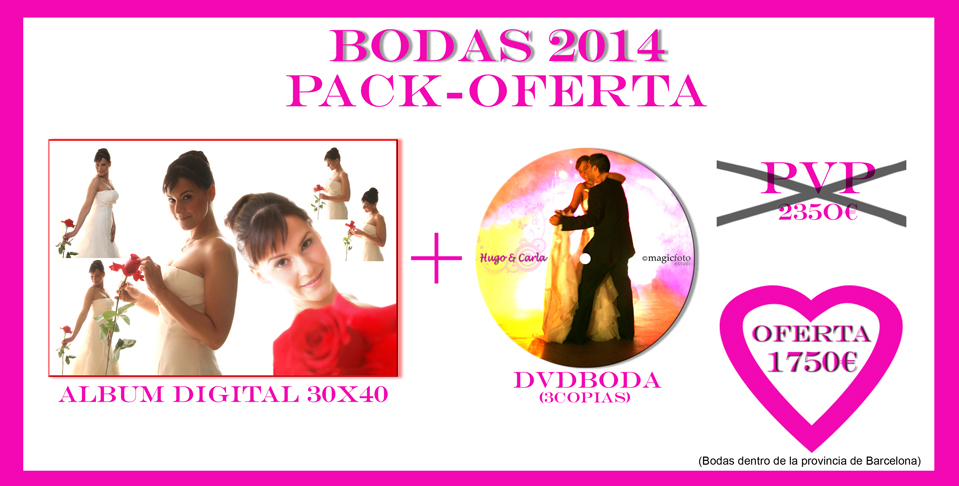 BODAS 2014
PACK-OFERTA
Hugo & Carla
©magicfoto
PVP
2350€
OFERTA
1750€
ALBUM DIGITAL 30X40
DVDBODA
(3COPIAS)
(Bodas dentro de la provincia de Barcelona)